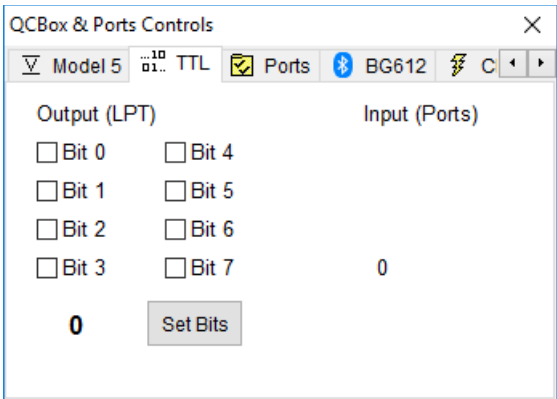 QCBox & Ports Controls
Model 5 TTL Ports BG612
Output (LPT) Input (Ports)
Bit 0 Bit 4
Bit 1 Bit 5
Bit 2 Bit 6
Bit 3 Bit 7 0
0 Set Bits